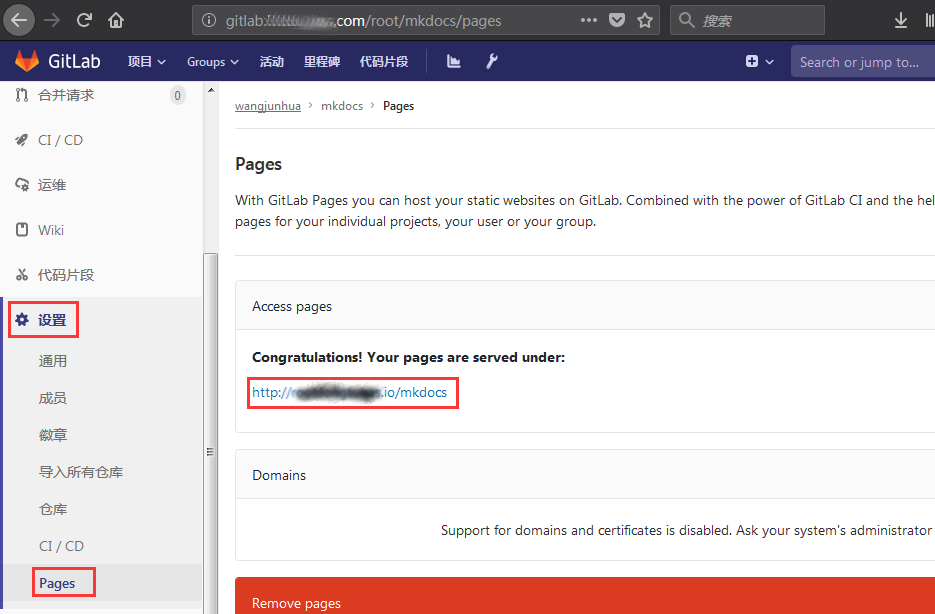 gitlab.com/root/mkdocs/pages
搜索
GitLab
项目
Groups
活动
里程碑
代码片段
Search or jump to...
合并请求
0
CI / CD
运维
Wiki
代码片段
设置
通用
成员
徽章
导入所有仓库
仓库
CI / CD
Pages
wangjunhua › mkdocs › Pages
Pages
With GitLab Pages you can host your static websites on GitLab. Combined with the power of GitLab CI and the hel
pages for your individual projects, your user or your group.
Access pages
Congratulations! Your pages are served under:
http://.io/mkdocs
Domains
Support for domains and certificates is disabled. Ask your system's administrator
Remove pages